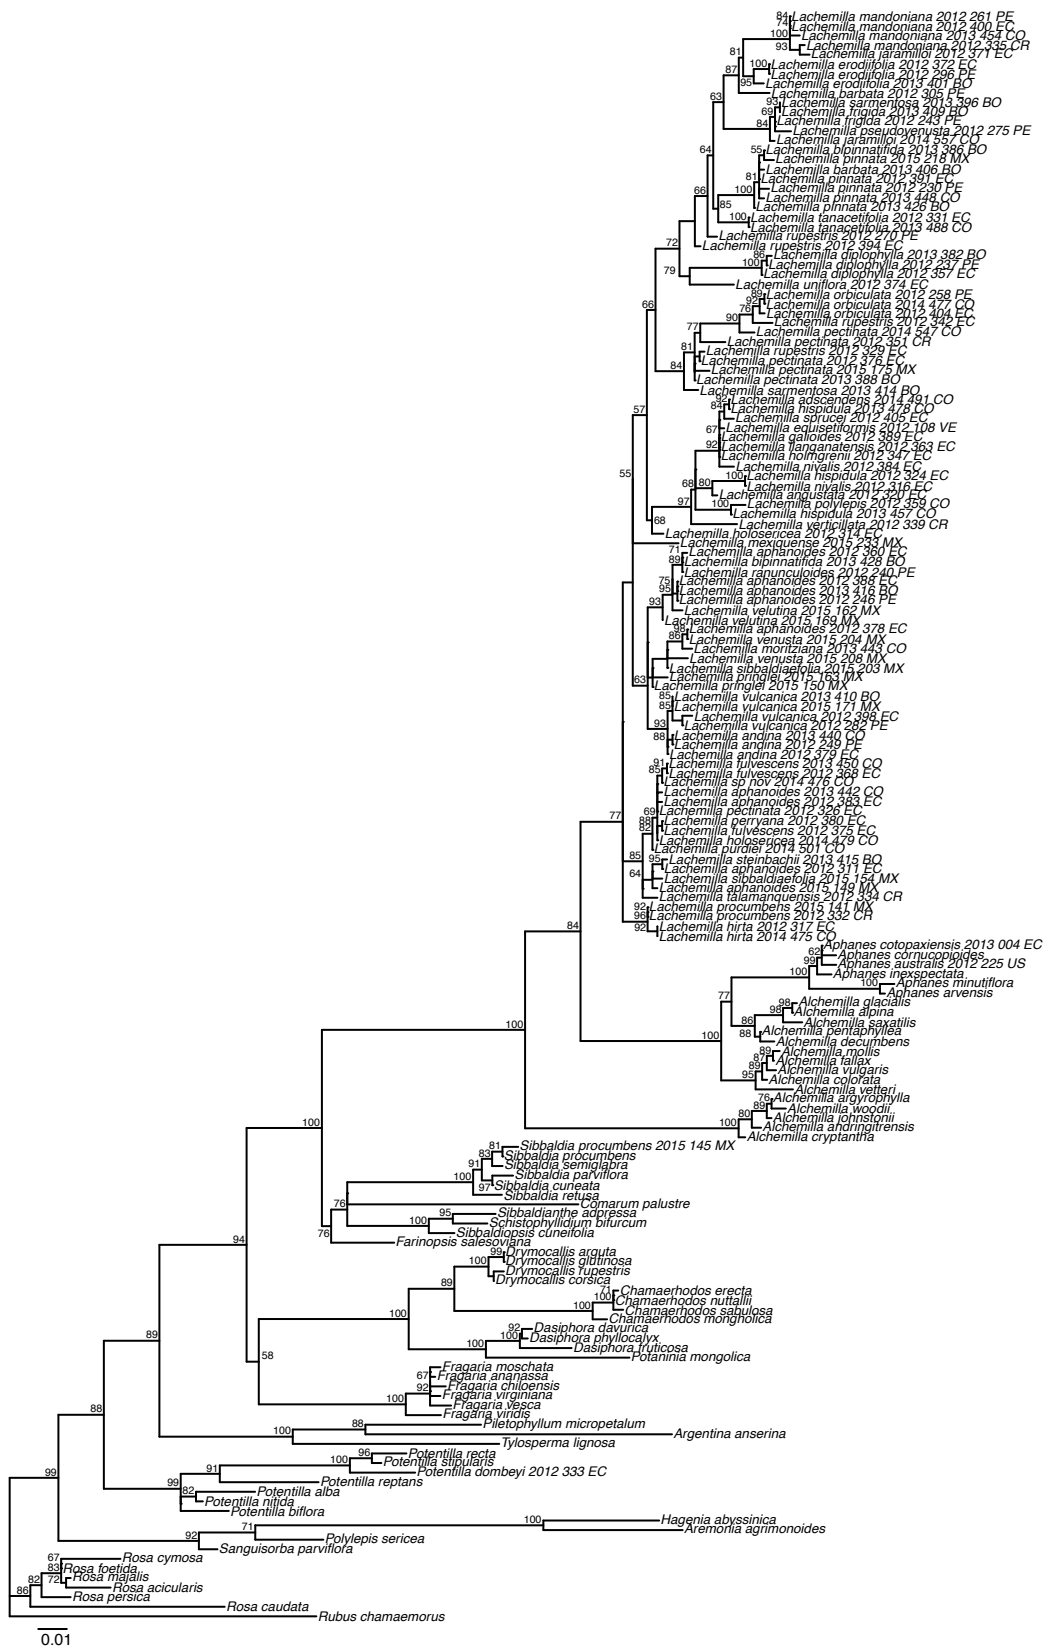 Lachemilla mandoniana 2012 261 PE
Lachemilla mandoniana 2012 400 EC
Lachemilla mandoniana 2013 454 CO
Lachemilla mandoniana 2012 335 CR
Lachemilla jaramilloi 2012 371 EC
Lachemilla erodiifolia 2012 372 EC
Lachemilla erodiifolia 2012 296 PE
Lachemilla erodiifolia 2013 401 BO
Lachemilla barbata 2012 305 PE
Lachemilla sarmentosa 2013 396 BO
Lachemilla frigida 2013 409 BO
Lachemilla frigida 2012 243 PE
Lachemilla pseudovenusta 2012 275 PE
Lachemilla jaramilloi 2014 557 CO
Lachemilla bipinnatifida 2013 386 BO
Lachemilla pinnata 2015 218 MX
Lachemilla barbata 2013 406 BO
Lachemilla pinnata 2012 391 EC
Lachemilla pinnata 2012 230 PE
Lachemilla pinnata 2013 448 CO
Lachemilla pinnata 2013 426 BO
Lachemilla tanacetifolia 2012 331 EC
Lachemilla tanacetifolia 2013 488 CO
Lachemilla rupestris 2012 270 PE
Lachemilla rupestris 2012 394 EC
Lachemilla diplophylla 2013 382 BO
Lachemilla diplophylla 2012 237 PE
Lachemilla diplophylla 2012 357 EC
Lachemilla uniflora 2012 374 EC
Lachemilla orbiculata 2012 258 PE
Lachemilla orbiculata 2014 477 CO
Lachemilla orbiculata 2012 404 EC
Lachemilla rupestris 2012 342 EC
Lachemilla pectinata 2014 547 CO
Lachemilla pectinata 2012 351 CR
Lachemilla rupestris 2012 329 EC
Lachemilla pectinata 2012 376 EC
Lachemilla pectinata 2015 175 MX
Lachemilla pectinata 2013 388 BO
Lachemilla sarmentosa 2013 414 BO
Lachemilla adscendens 2014 491 CO
Lachemilla hispidula 2013 478 CO
Lachemilla sprucei 2012 405 EC
Lachemilla equisetiformis 2012 108 VE
Lachemilla galioides 2012 389 EC
Lachemilla llanganatensis 2012 363 EC
Lachemilla holmgrenii 2012 347 EC
Lachemilla nivalis 2012 384 EC
Lachemilla hispidula 2012 324 EC
Lachemilla nivalis 2012 316 EC
Lachemilla angustata 2012 320 EC
Lachemilla polylepis 2012 359 CO
Lachemilla hispidula 2013 457 CO
Lachemilla verticillata 2012 339 CR
Lachemilla holosericea 2012 314 EC
Lachemilla mexiquense 2015 233 MX
Lachemilla aphanoides 2012 360 EC
Lachemilla bipinnatifida 2013 428 BO
Lachemilla ranunculoides 2012 240 PE
Lachemilla aphanoides 2012 388 EC
Lachemilla aphanoides 2013 416 BO
Lachemilla aphanoides 2012 246 PE
Lachemilla velutina 2015 162 MX
Lachemilla velutina 2015 169 MX
Lachemilla aphanoides 2012 378 EC
Lachemilla venusta 2015 204 MX
Lachemilla moritziana 2013 443 CO
Lachemilla venusta 2015 208 MX
Lachemilla sibbaldiaefolia 2015 203 MX
Lachemilla pringlei 2015 163 MX
Lachemilla pringlei 2015 150 MX
Lachemilla vulcanica 2013 410 BO
Lachemilla vulcanica 2015 171 MX
Lachemilla vulcanica 2012 398 EC
Lachemilla vulcanica 2012 282 PE
Lachemilla andina 2013 440 CO
Lachemilla andina 2012 249 PE
Lachemilla andina 2012 379 EC
Lachemilla fulvescens 2013 450 CO
Lachemilla fulvescens 2012 368 EC
Lachemilla sp nov 2014 476 CO
Lachemilla aphanoides 2013 442 CO
Lachemilla aphanoides 2012 383 EC
Lachemilla pectinata 2012 326 EC
Lachemilla perryana 2012 380 EC
Lachemilla fulvescens 2012 375 EC
Lachemilla holosericea 2014 479 CO
Lachemilla purdiei 2014 501 CO
Lachemilla steinbachii 2013 415 BO
Lachemilla aphanoides 2012 311 EC
Lachemilla sibbaldiaefolia 2015 154 MX
Lachemilla aphanoides 2015 149 MX
Lachemilla talamanquensis 2012 334 CR
Lachemilla procumbens 2015 141 MX
Lachemilla procumbens 2012 332 CR
Lachemilla hirta 2012 317 EC
Lachemilla hirta 2014 475 CO
Aphanes cotopaxiensis 2013 004 EC
Aphanes cornucopioides
Aphanes australis 2012 225 US
Aphanes inexspectata
Aphanes minutiflora
Aphanes arvensis
Alchemilla glacialis
Alchemilla alpina
Alchemilla saxatilis
Alchemilla pentaphyllea
Alchemilla decumbens
Alchemilla mollis
Alchemilla fallax
Alchemilla vulgaris
Alchemilla colorata
Alchemilla vetteri
Alchemilla argyrophylla
Alchemilla woodii
Alchemilla johnstonii
Alchemilla andringitrensis
Alchemilla cryptantha
Sibbaldia procumbens 2015 145 MX
Sibbaldia procumbens
Sibbaldia semiglabra
Sibbaldia parviflora
Sibbaldia cuneata
Sibbaldia retusa
Comarum palustre
Sibbaldianthe adpressa
Schistophyllidium bifurcum
Sibbaldiopsis cuneifolia
Farinopsis salesoviana
Drymocallis arguta
Drymocallis glutinosa
Drymocallis rupestris
Drymocallis corsica
Chamaerhodos erecta
Chamaerhodos nuttallii
Chamaerhodos sabulosa
Chamaerhodos mongholica
Dasiphora davurica
Dasiphora phyllocalyx
Dasiphora fruticosa
Potaninia mongolica
Fragaria moschata
Fragaria ananassa
Fragaria chiloensis
Fragaria virginiana
Fragaria vesca
Fragaria viridis
Piletophyllum micropetalum
Argentina anserina
Tylosperma lignosa
Potentilla recta
Potentilla stipularis
Potentilla dombeyi 2012 333 EC
Potentilla reptans
Potentilla alba
Potentilla nitida
Potentilla biflora
Hagenia abyssinica
Aremonia agrimonoides
Polylepis sericea
Sanguisorba parviflora
Rosa cymosa
Rosa foetida
Rosa majalis
Rosa acicularis
Rosa persica
Rosa caudata
Rubus chamaemorus
0.01